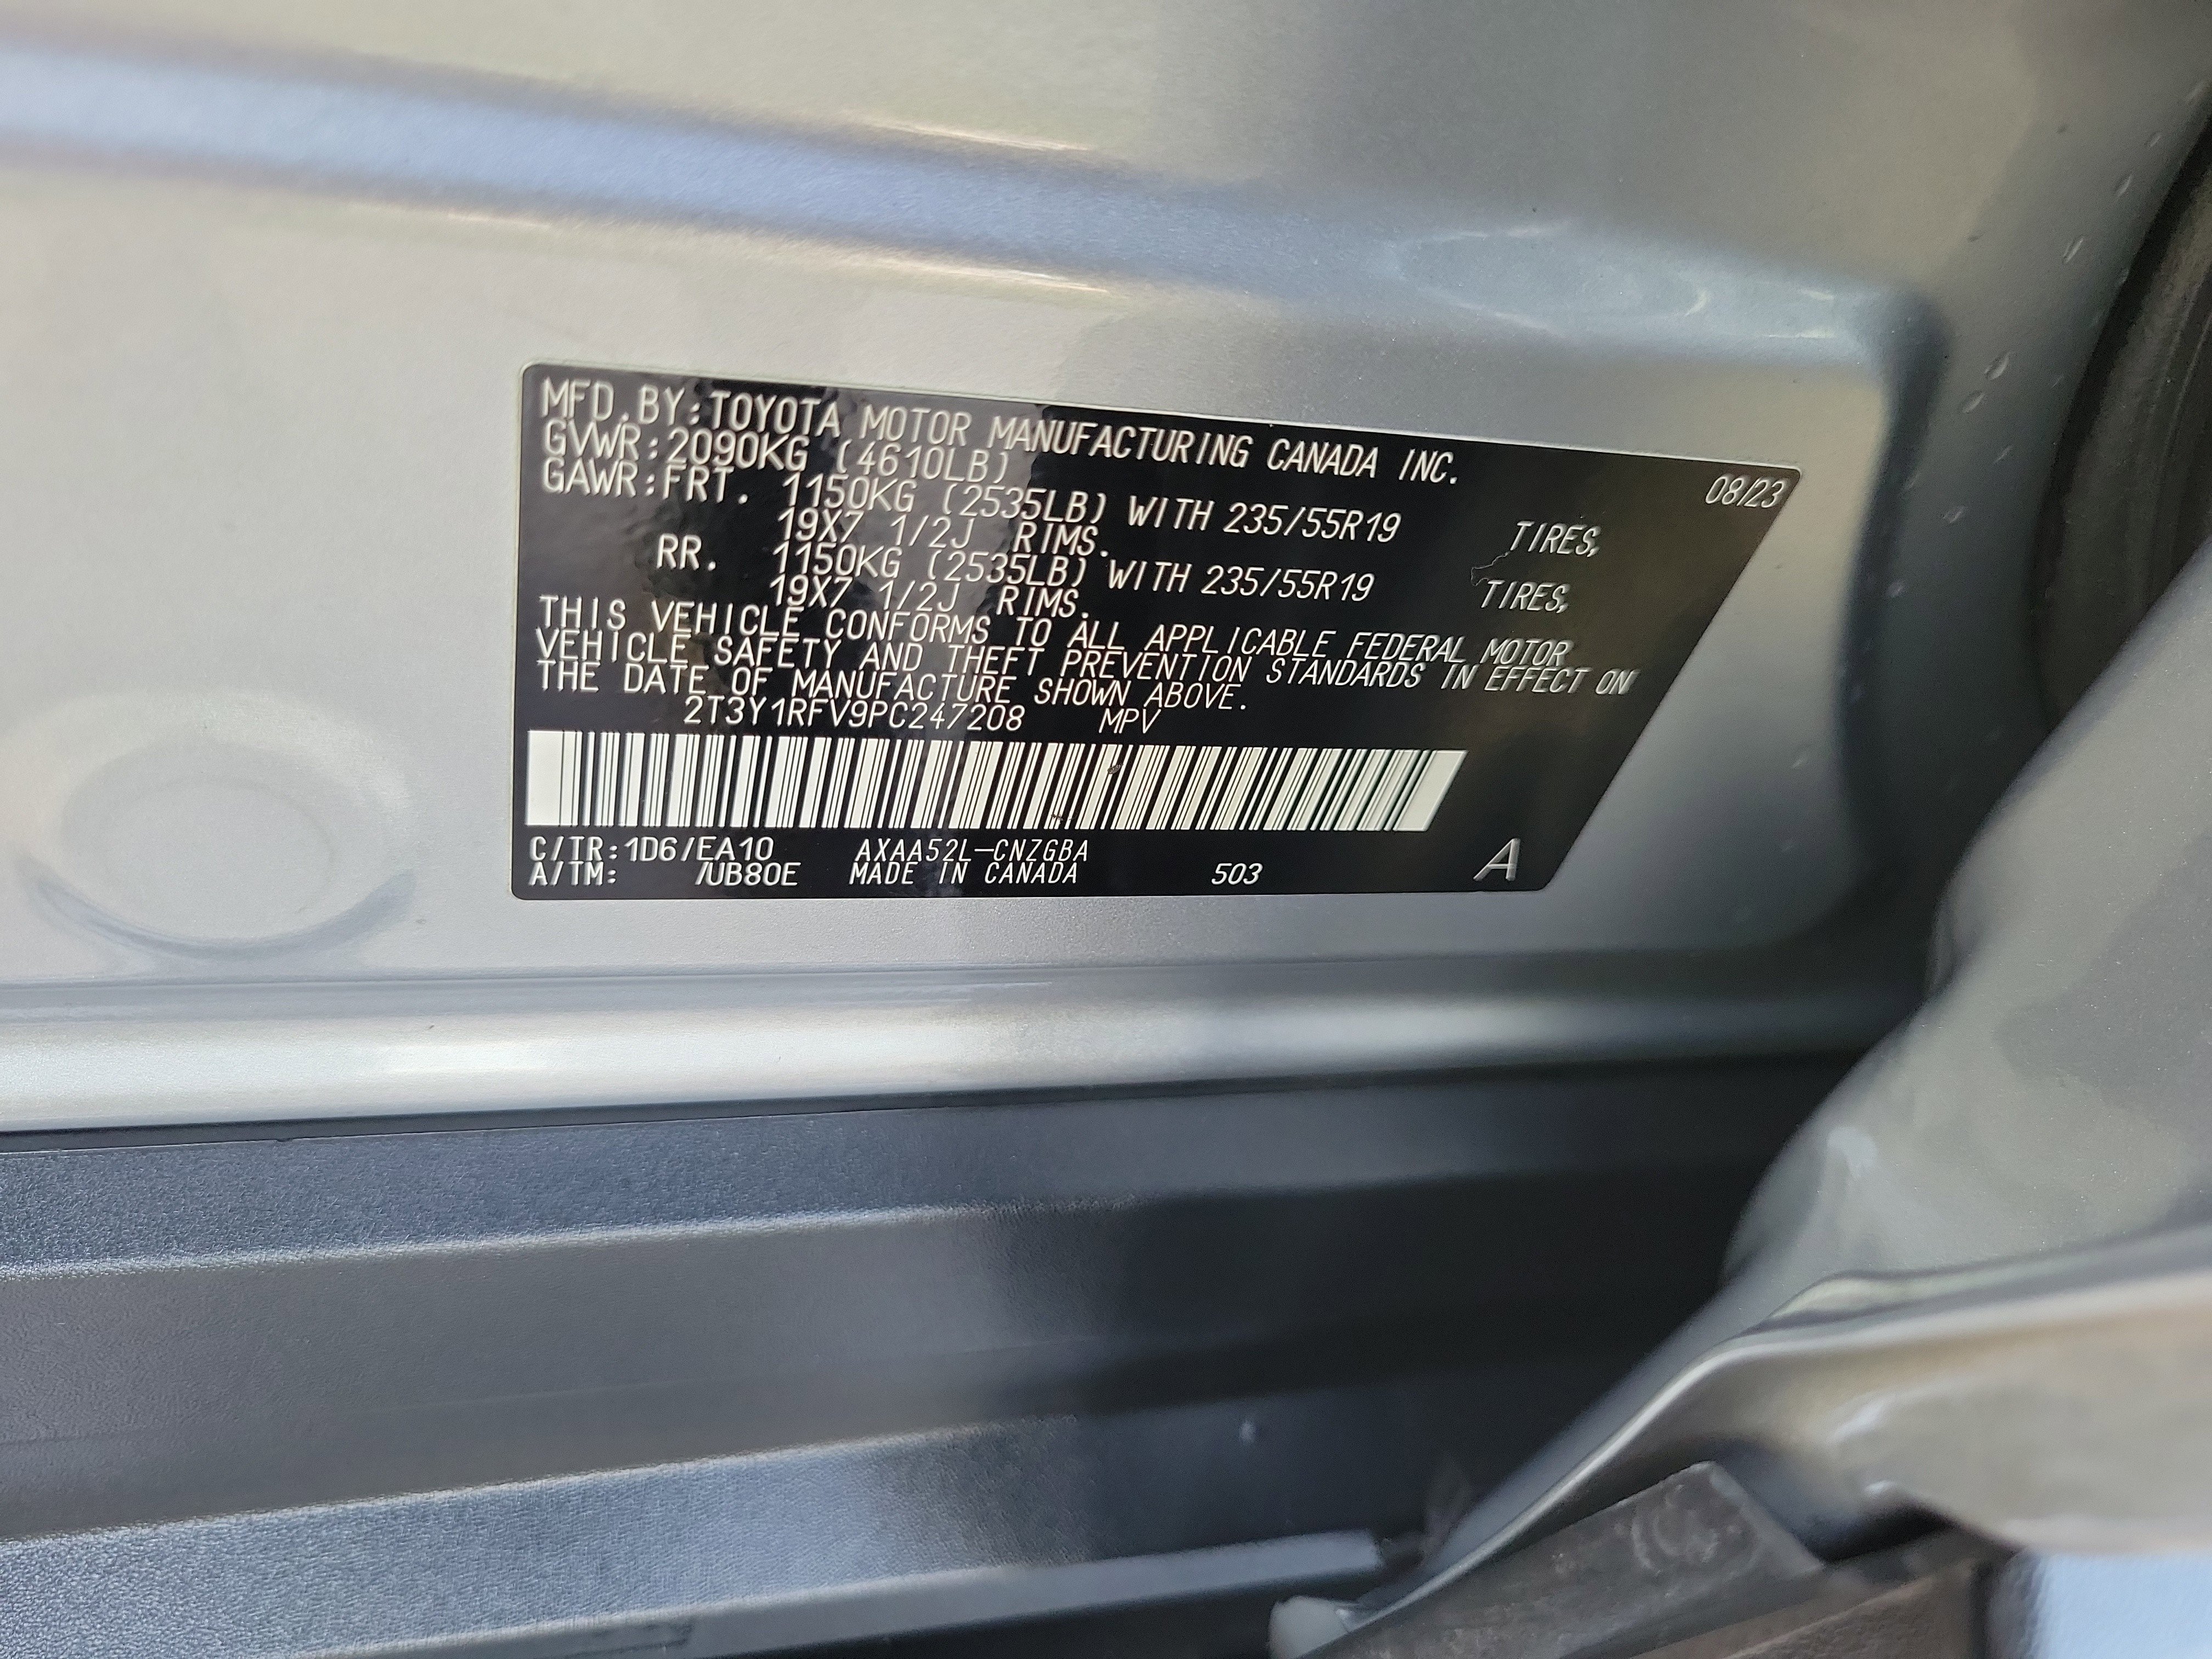 MFD.BY:TOYOTA MOTOR MANUFACTURING CANADA INC. 08/23
GVWR:2090KG (4610LB)
GAWR:FRT. 1150KG (2535LB) WITH 235/55R19 TIRES,
19X7 1/2J RIMS.
RR. 1150KG (2535LB) WITH 235/55R19 TIRES,
19X7 1/2J RIMS.
THIS VEHICLE CONFORMS TO ALL APPLICABLE FEDERAL MOTOR
VEHICLE SAFETY AND THEFT PREVENTION STANDARDS IN EFFECT ON
THE DATE OF MANUFACTURE SHOWN ABOVE.
2T3Y1RFV9PC247208 MPV
C/TR:1D6/EA10 AXAA52L-CNZGBA
A/TM: /UB80E MADE IN CANADA 503 A